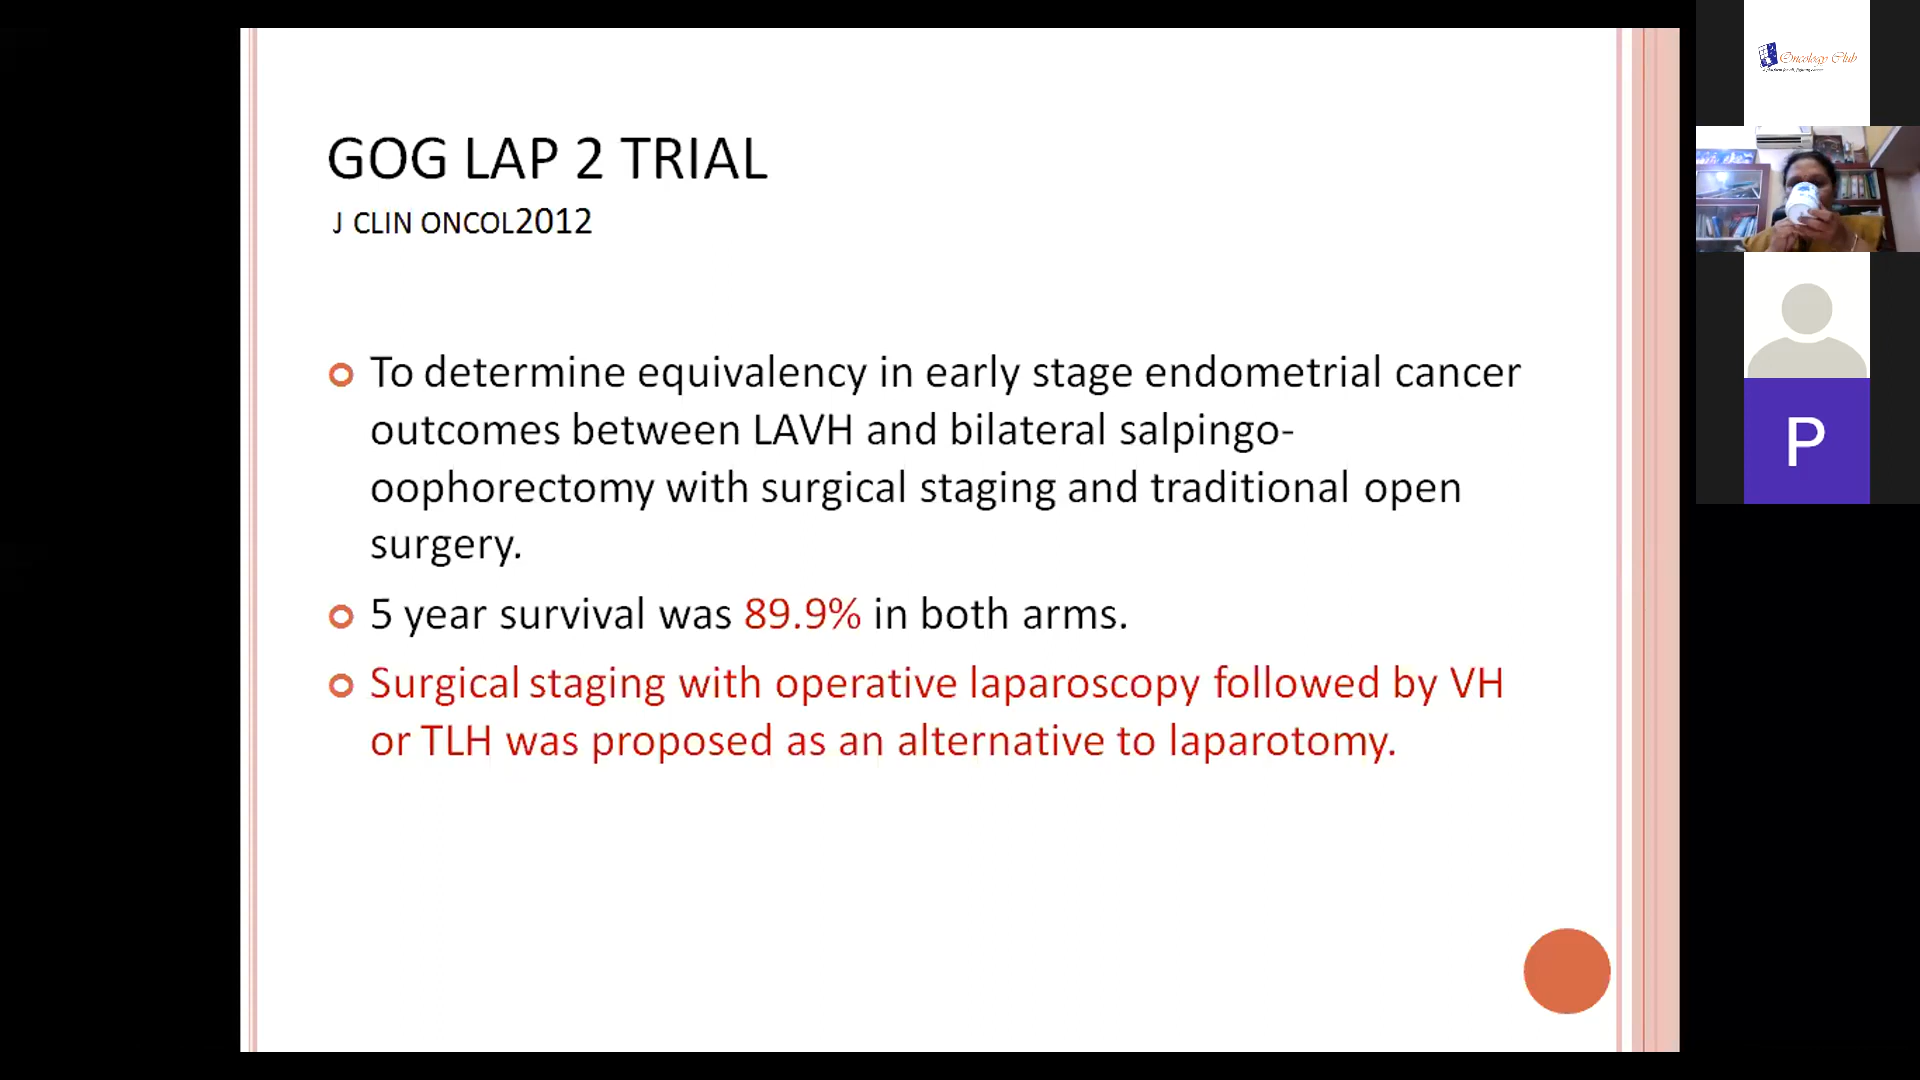 GOG LAP 2 TRIAL
J CLIN ONCOL2012
To determine equivalency in early stage endometrial cancer
outcomes between LAVH and bilateral salpingo-
oophorectomy with surgical staging and traditional open
surgery.
5 year survival was 89.9% in both arms.
Surgical staging with operative laparoscopy followed by VH
or TLH was proposed as an alternative to laparotomy.
Oncology Club
P